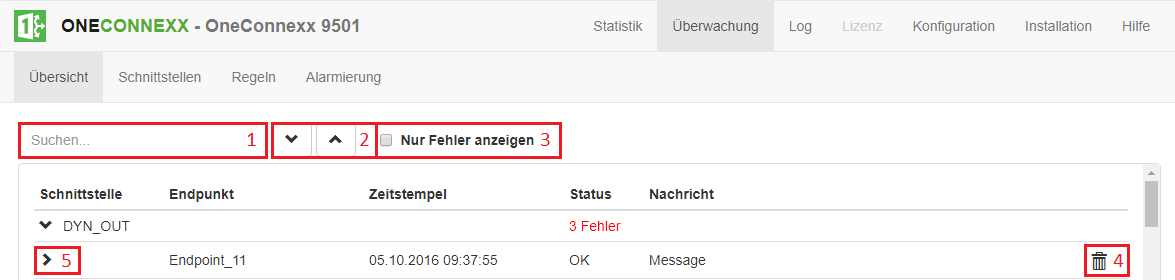 ONECONNEXX - OneConnexx 9501 Statistik Überwachung Log Lizenz Konfiguration Installation Hilfe
Übersicht Schnittstellen Regeln Alarmierung
Suchen... 1 2 Nur Fehler anzeigen 3
Schnittstelle Endpunkt Zeitstempel Status Nachricht
DYN_OUT 3 Fehler
5 Endpoint_11 05.10.2016 09:37:55 OK Message 4